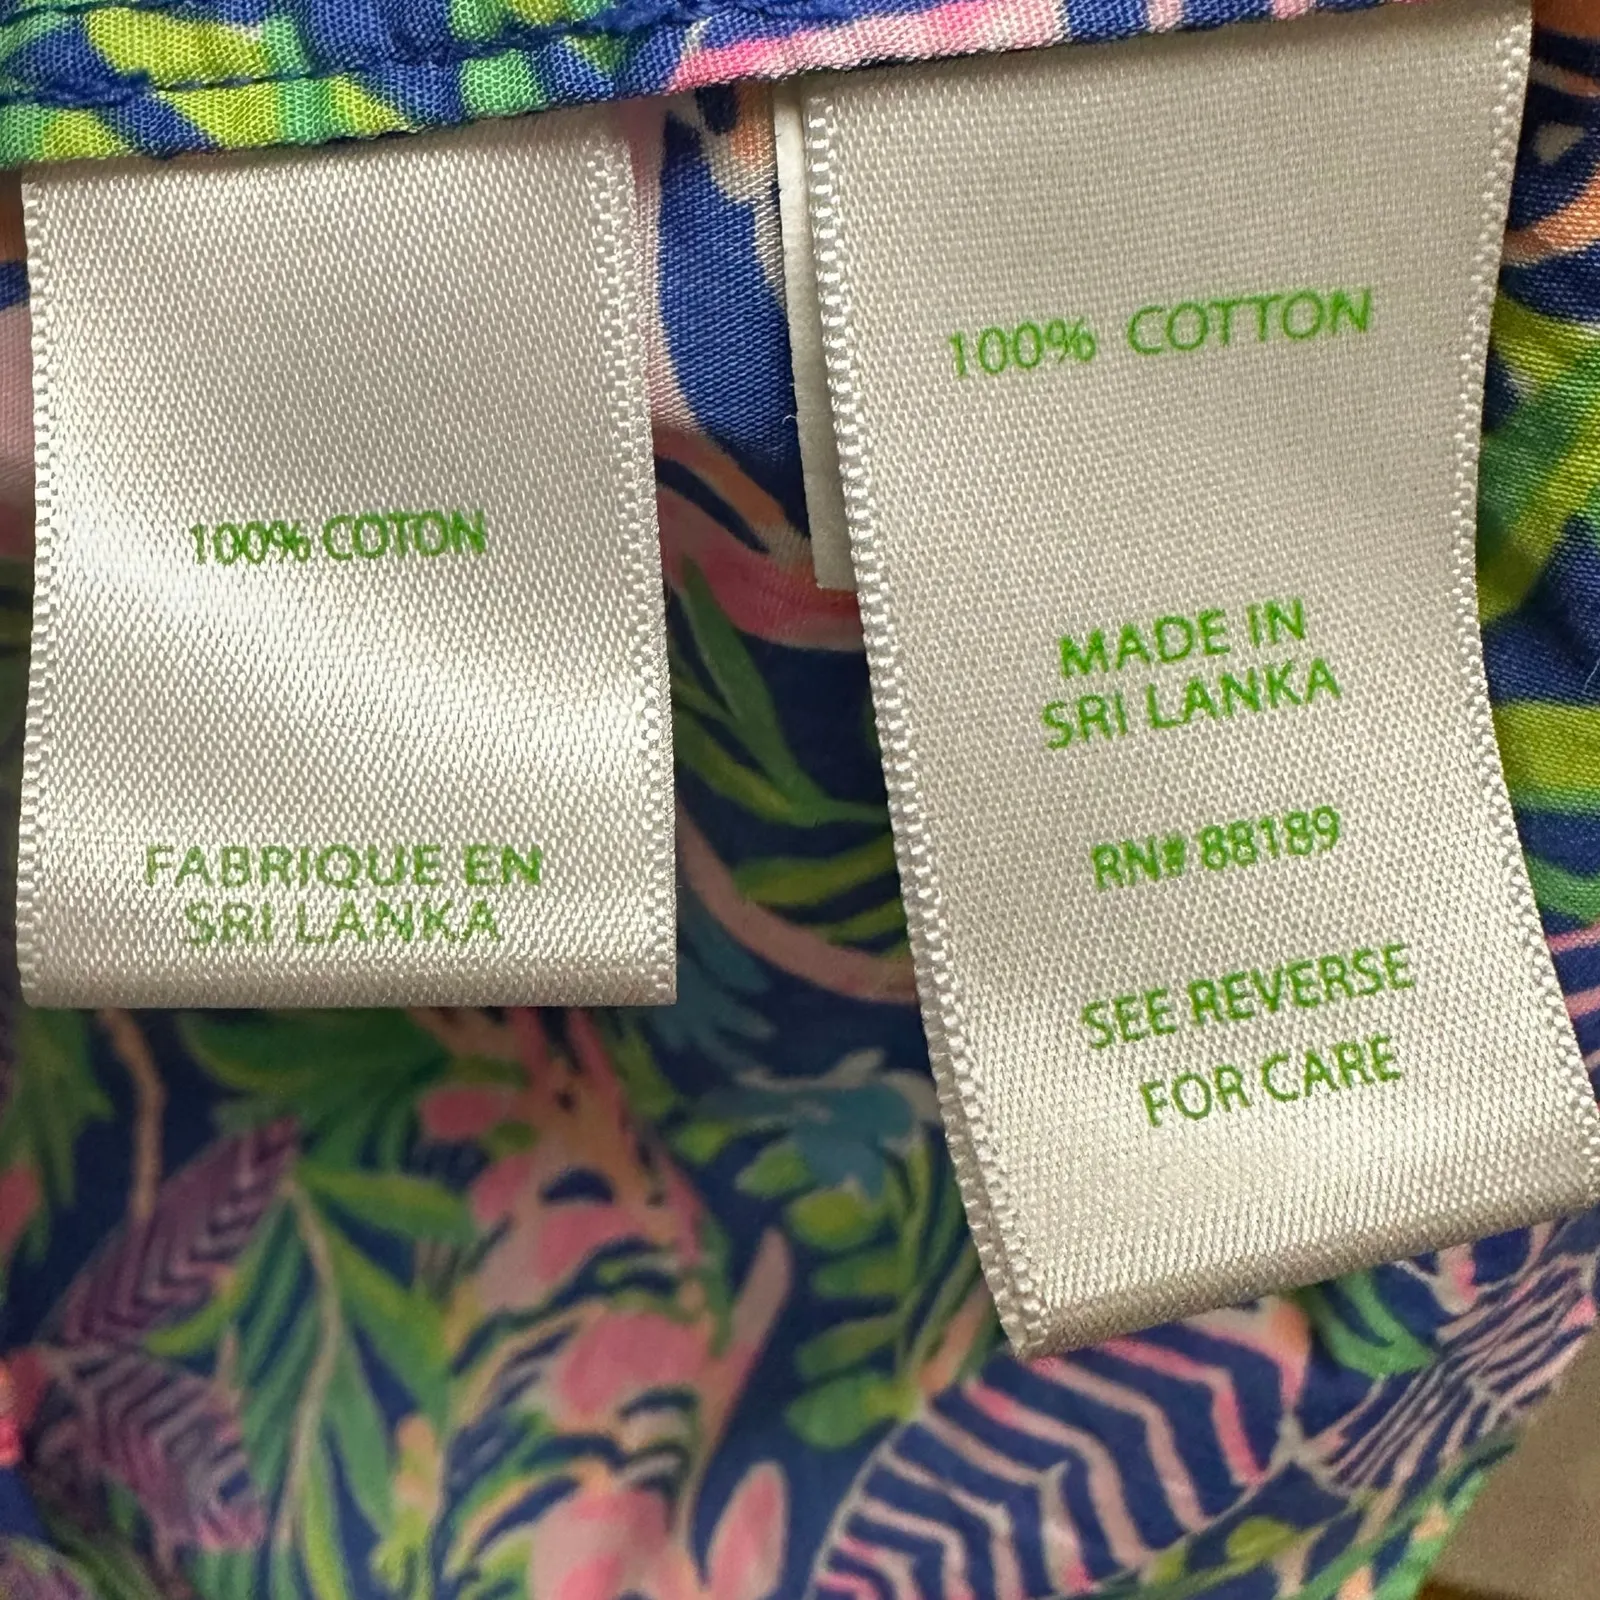 100% COTON
FABRIQUE EN
SRI LANKA
100% COTTON
MADE IN
SRI LANKA
RN# 88189
SEE REVERSE
FOR CARE